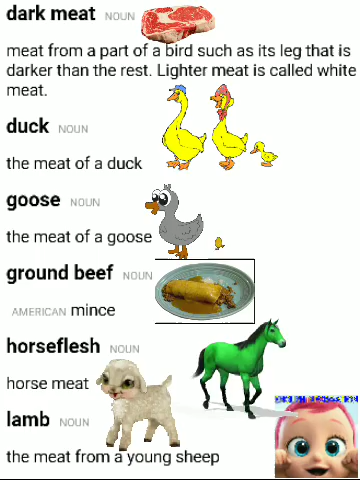 dark meat NOUN
meat from a part of a bird such as its leg that is
darker than the rest. Lighter meat is called white
meat.
duck NOUN
the meat of a duck
goose NOUN
the meat of a goose
ground beef NOUN
AMERICAN mince
horseflesh NOUN
horse meat
lamb NOUN
the meat from a young sheep